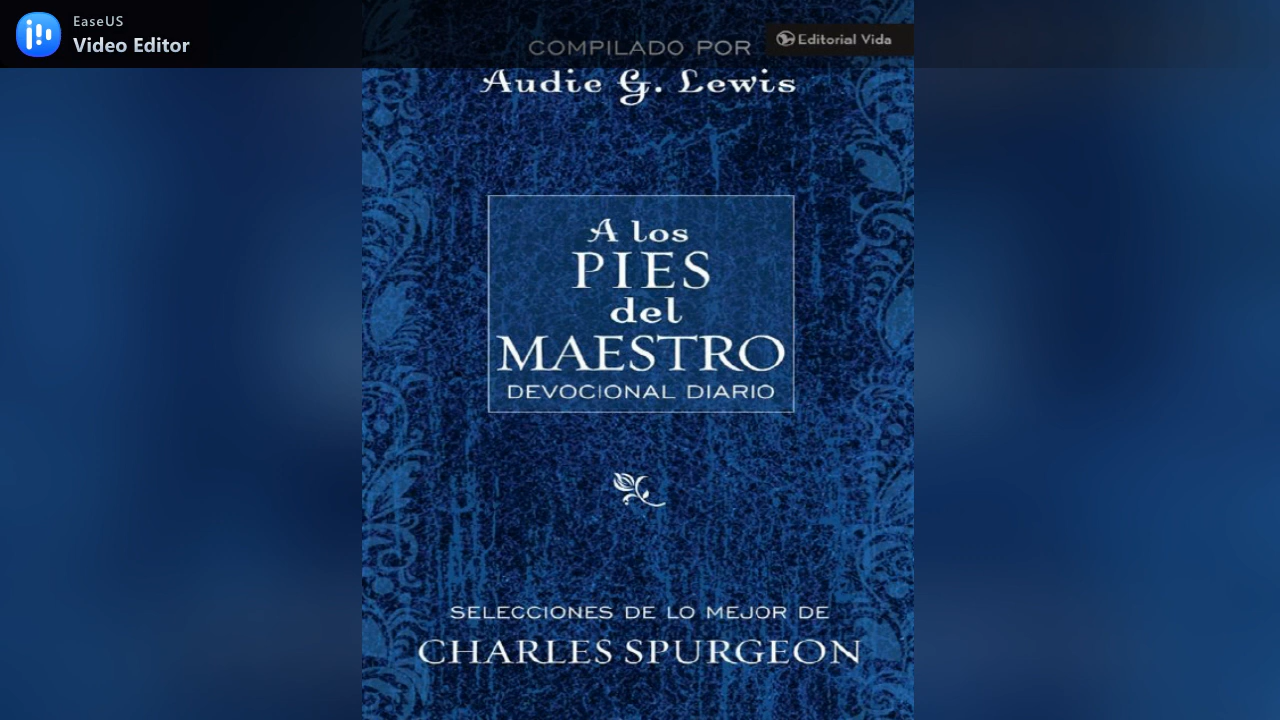 EaseUS
Video Editor
Editorial Vida
COMPILADO POR
Audie G. Lewis
A los
PIES
del
MAESTRO
DEVOCIONAL DIARIO
SELECCIONES DE LO MEJOR DE
CHARLES SPURGEON